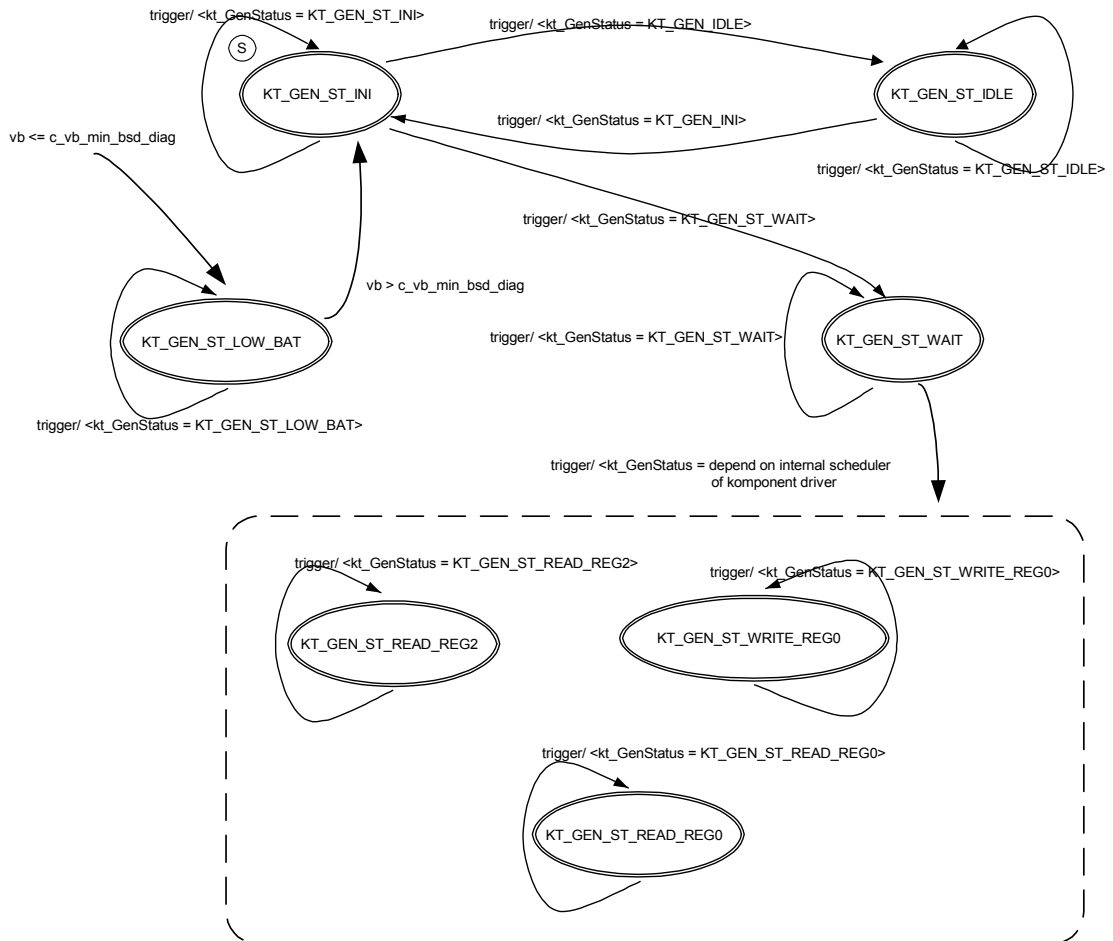 trigger/ <kt_GenStatus = KT_GEN_ST_INI>
trigger/ <kt_GenStatus = KT_GEN_IDLE>
S
KT_GEN_ST_INI
KT_GEN_ST_IDLE
trigger/ <kt_GenStatus = KT_GEN_INI>
vb <= c_vb_min_bsd_diag
trigger/ <kt_GenStatus = KT_GEN_ST_IDLE>
trigger/ <kt_GenStatus = KT_GEN_ST_WAIT>
vb > c_vb_min_bsd_diag
KT_GEN_ST_LOW_BAT
trigger/ <kt_GenStatus = KT_GEN_ST_WAIT>
KT_GEN_ST_WAIT
trigger/ <kt_GenStatus = KT_GEN_ST_LOW_BAT>
trigger/ <kt_GenStatus = depend on internal scheduler
of komponent driver
trigger/ <kt_GenStatus = KT_GEN_ST_READ_REG2>
trigger/ <kt_GenStatus = KT_GEN_ST_WRITE_REG0>
KT_GEN_ST_READ_REG2
KT_GEN_ST_WRITE_REG0
trigger/ <kt_GenStatus = KT_GEN_ST_READ_REG0>
KT_GEN_ST_READ_REG0